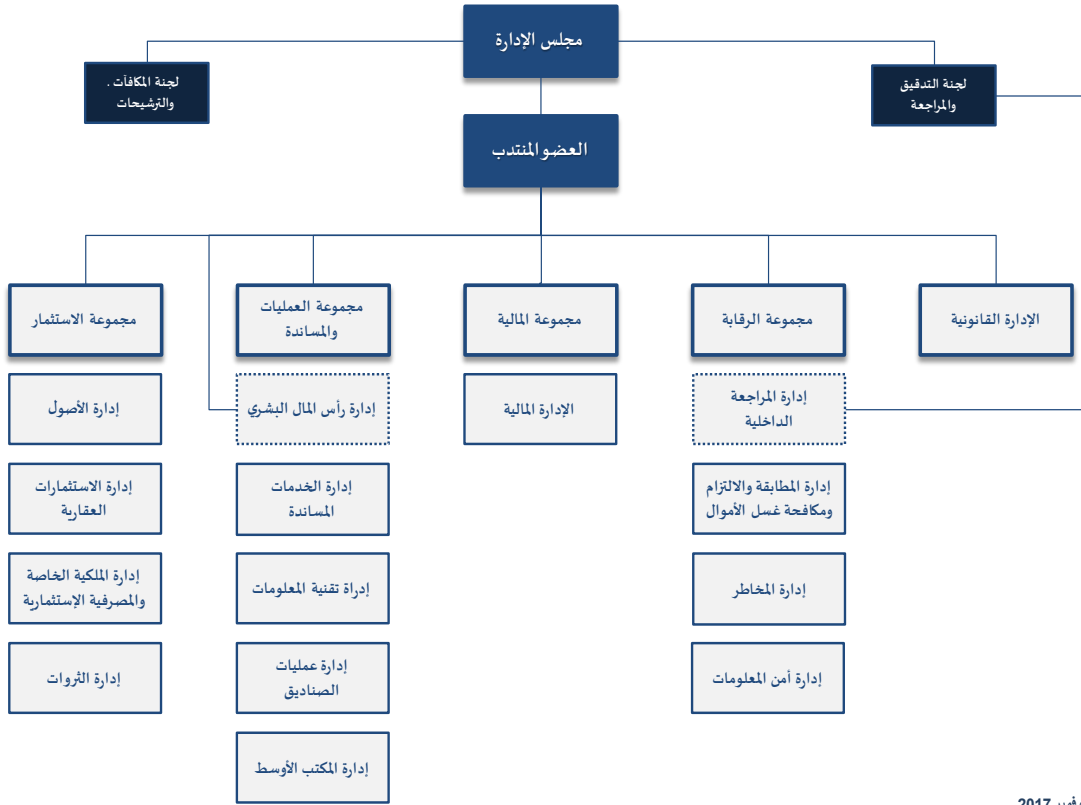 مجلس الإدارة
لجنة التدقيق
والمراجعة
لجنة المكافآت .
والترشيحات
العضو المنتدب
الإدارة القانونية
مجموعة الرقابة
مجموعة المالية
مجموعة العمليات
والمساندة
مجموعة الاستثمار
إدارة المراجعة
الداخلية
الإدارة المالية
إدارة رأس المال البشري
إدارة الأصول
إدارة المطابقة والالتزام
ومكافحة غسل الأموال
إدارة الخدمات
المساندة
إدارة الاستثمارات
العقارية
إدارة المخاطر
إدراة تقنية المعلومات
إدارة الملكية الخاصة
والمصرفية الإستثمارية
إدارة أمن المعلومات
إدارة عمليات
الصناديق
إدارة الثروات
إدارة المكتب الأوسط
2017